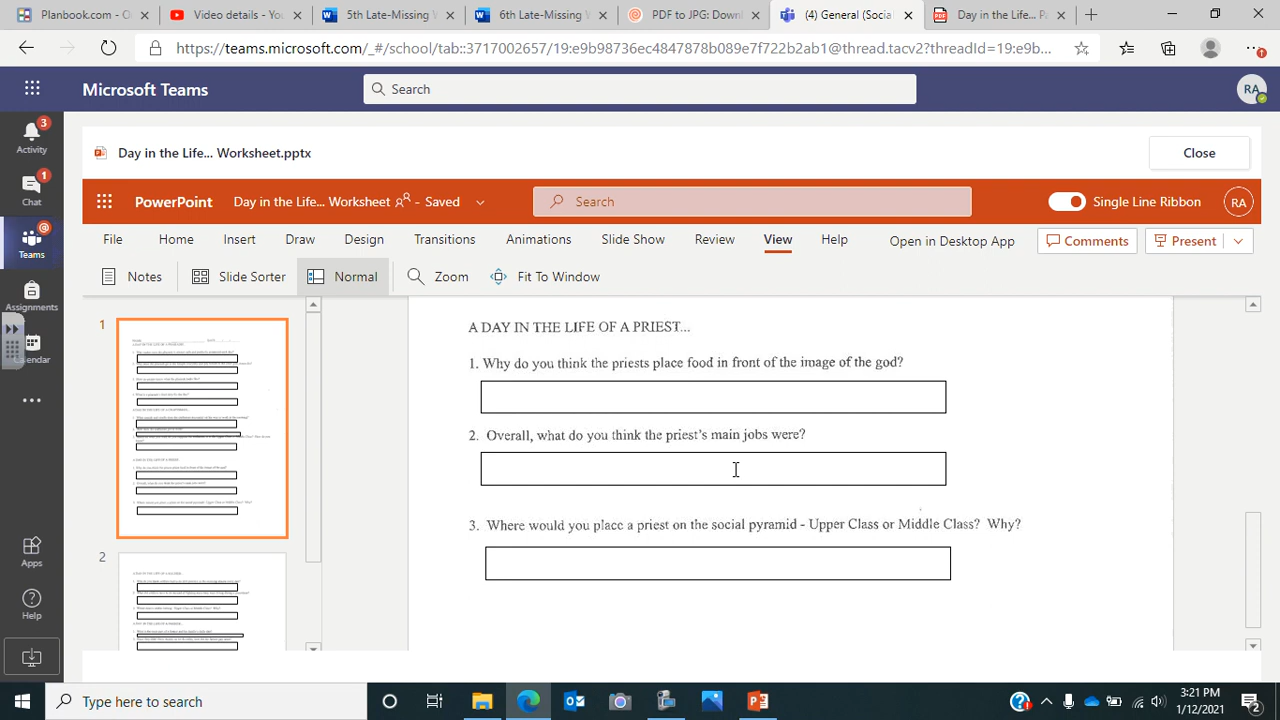 Planbook.com - C
Video details - Y
5th Late-Missing W
6th Late-Missing W
PDF to JPG: Downl
(4) General (Social
Day in the Life... Pa
https://teams.microsoft.com/_#/school/tab::3717002657/19:e9b98736ec4847878b089e7f722b2ab1@thread.tacv2?threadId=19:e9b...
Microsoft Teams
Search
RA
Activity
3
Chat
1
Teams
Assignments
Calendar
Apps
Help
Day in the Life... Worksheet.pptx
Close
PowerPoint
Day in the Life... Worksheet - Saved
Search
Single Line Ribbon
RA
File Home Insert Draw Design Transitions Animations Slide Show Review View Help Open in Desktop App Comments Present
Notes Slide Sorter Normal Zoom Fit To Window
1
2
A DAY IN THE LIFE OF A PRIEST...
1. Why do you think the priests place food in front of the image of the god?
2. Overall, what do you think the priest's main jobs were?
3. Where would you place a priest on the social pyramid - Upper Class or Middle Class? Why?
Type here to search
3:21 PM
1/12/2021
2